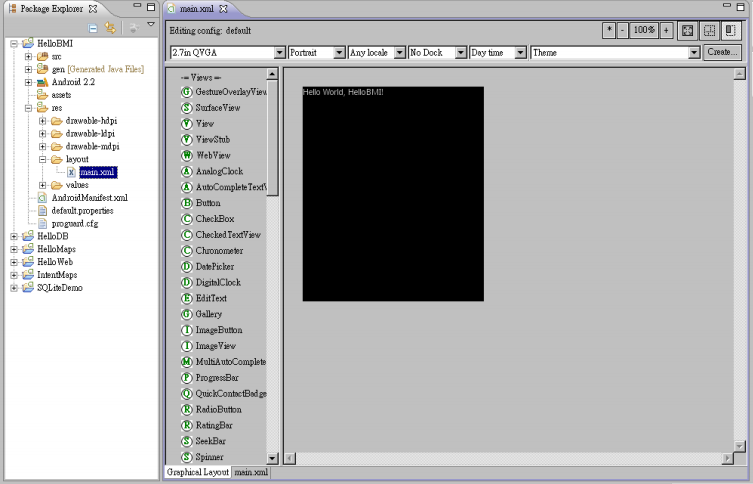 Package Explorer
HelloBMI
src
gen [Generated Java Files]
Android 2.2
assets
res
drawable-hdpi
drawable-ldpi
drawable-mdpi
layout
main.xml
values
AndroidManifest.xml
default.properties
proguard.cfg
HelloDB
HelloMaps
HelloWeb
IntentMaps
SQLiteDemo
main.xml
Editing config: default
* - 100% +
2.7in QVGA Portrait Any locale No Dock Day time Theme Create...
-= Views =-
G GestureOverlayView
S SurfaceView
V View
V ViewStub
W WebView
A AnalogClock
A AutoCompleteTextV
B Button
C CheckBox
C CheckedTextView
C Chronometer
D DatePicker
D DigitalClock
E EditText
G Gallery
I ImageButton
I ImageView
M MultiAutoComplete
P ProgressBar
Q QuickContactBadge
R RadioButton
R RatingBar
S SeekBar
S Spinner
Hello World, HelloBMI!
Graphical Layout main.xml